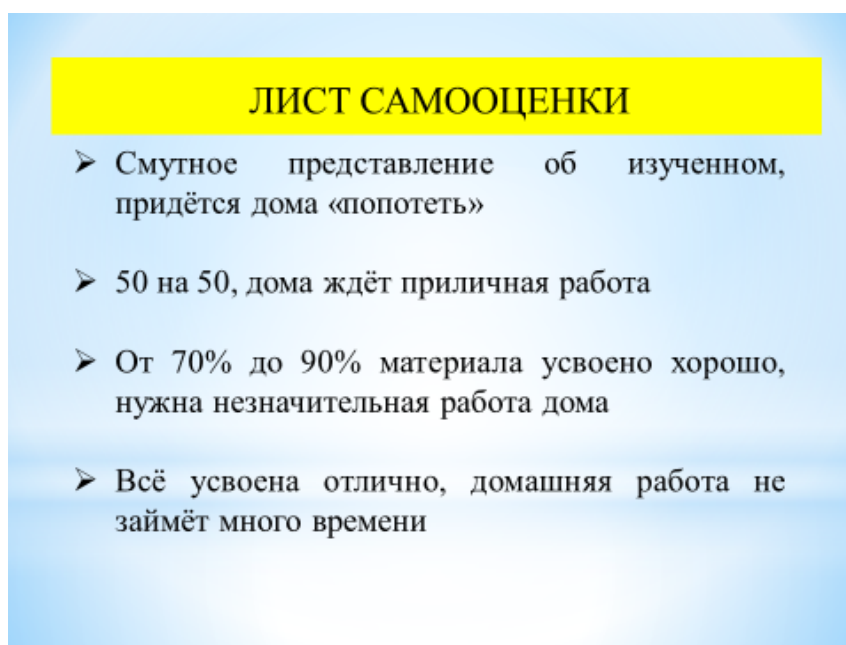 ЛИСТ САМООЦЕНКИ
➢ Смутное представление об изученном,
придётся дома «попотеть»
➢ 50 на 50, дома ждёт приличная работа
➢ От 70% до 90% материала усвоено хорошо,
нужна незначительная работа дома
➢ Всё усвоена отлично, домашняя работа не
займёт много времени